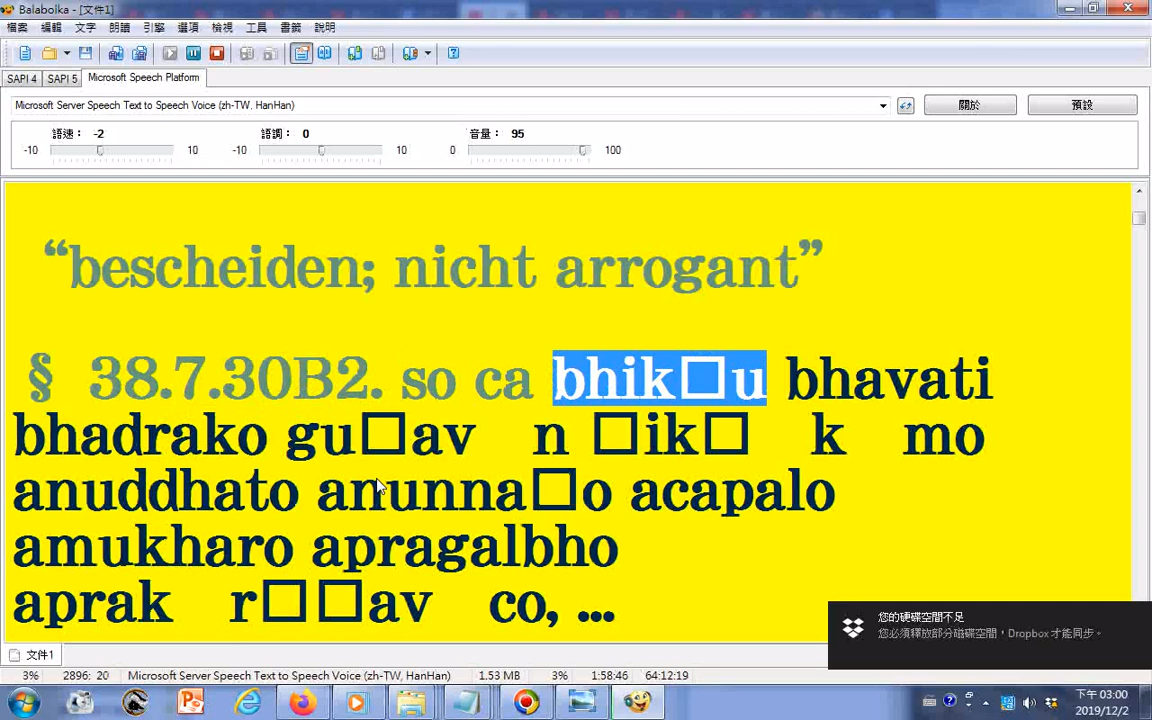 Balabolka - [文件1]
檔案 編輯 文字 朗讀 引擎 選項 檢視 工具 書籤 說明
SAPI 4 SAPI 5 Microsoft Speech Platform
Microsoft Server Speech Text to Speech Voice (zh-TW, HanHan) 關於 預設
語速： -2 語調： 0 音量： 95
-10 10 -10 10 0 100
“bescheiden; nicht arrogant”
§ 38.7.30B2. so ca bhik□u bhavati
bhadrako gu□av n □ik□ k mo
anuddhato anunna□o acapalo
amukharo apragalbho
aprak r□□av co, ...
您的硬碟空間不足
您必須釋放部分磁碟空間，Dropbox 才能同步。
文件1
3% 2896: 20 Microsoft Server Speech Text to Speech Voice (zh-TW, HanHan) 1.53 MB 3% 1:58:46 64:12:19
下午 03:00
2019/12/2